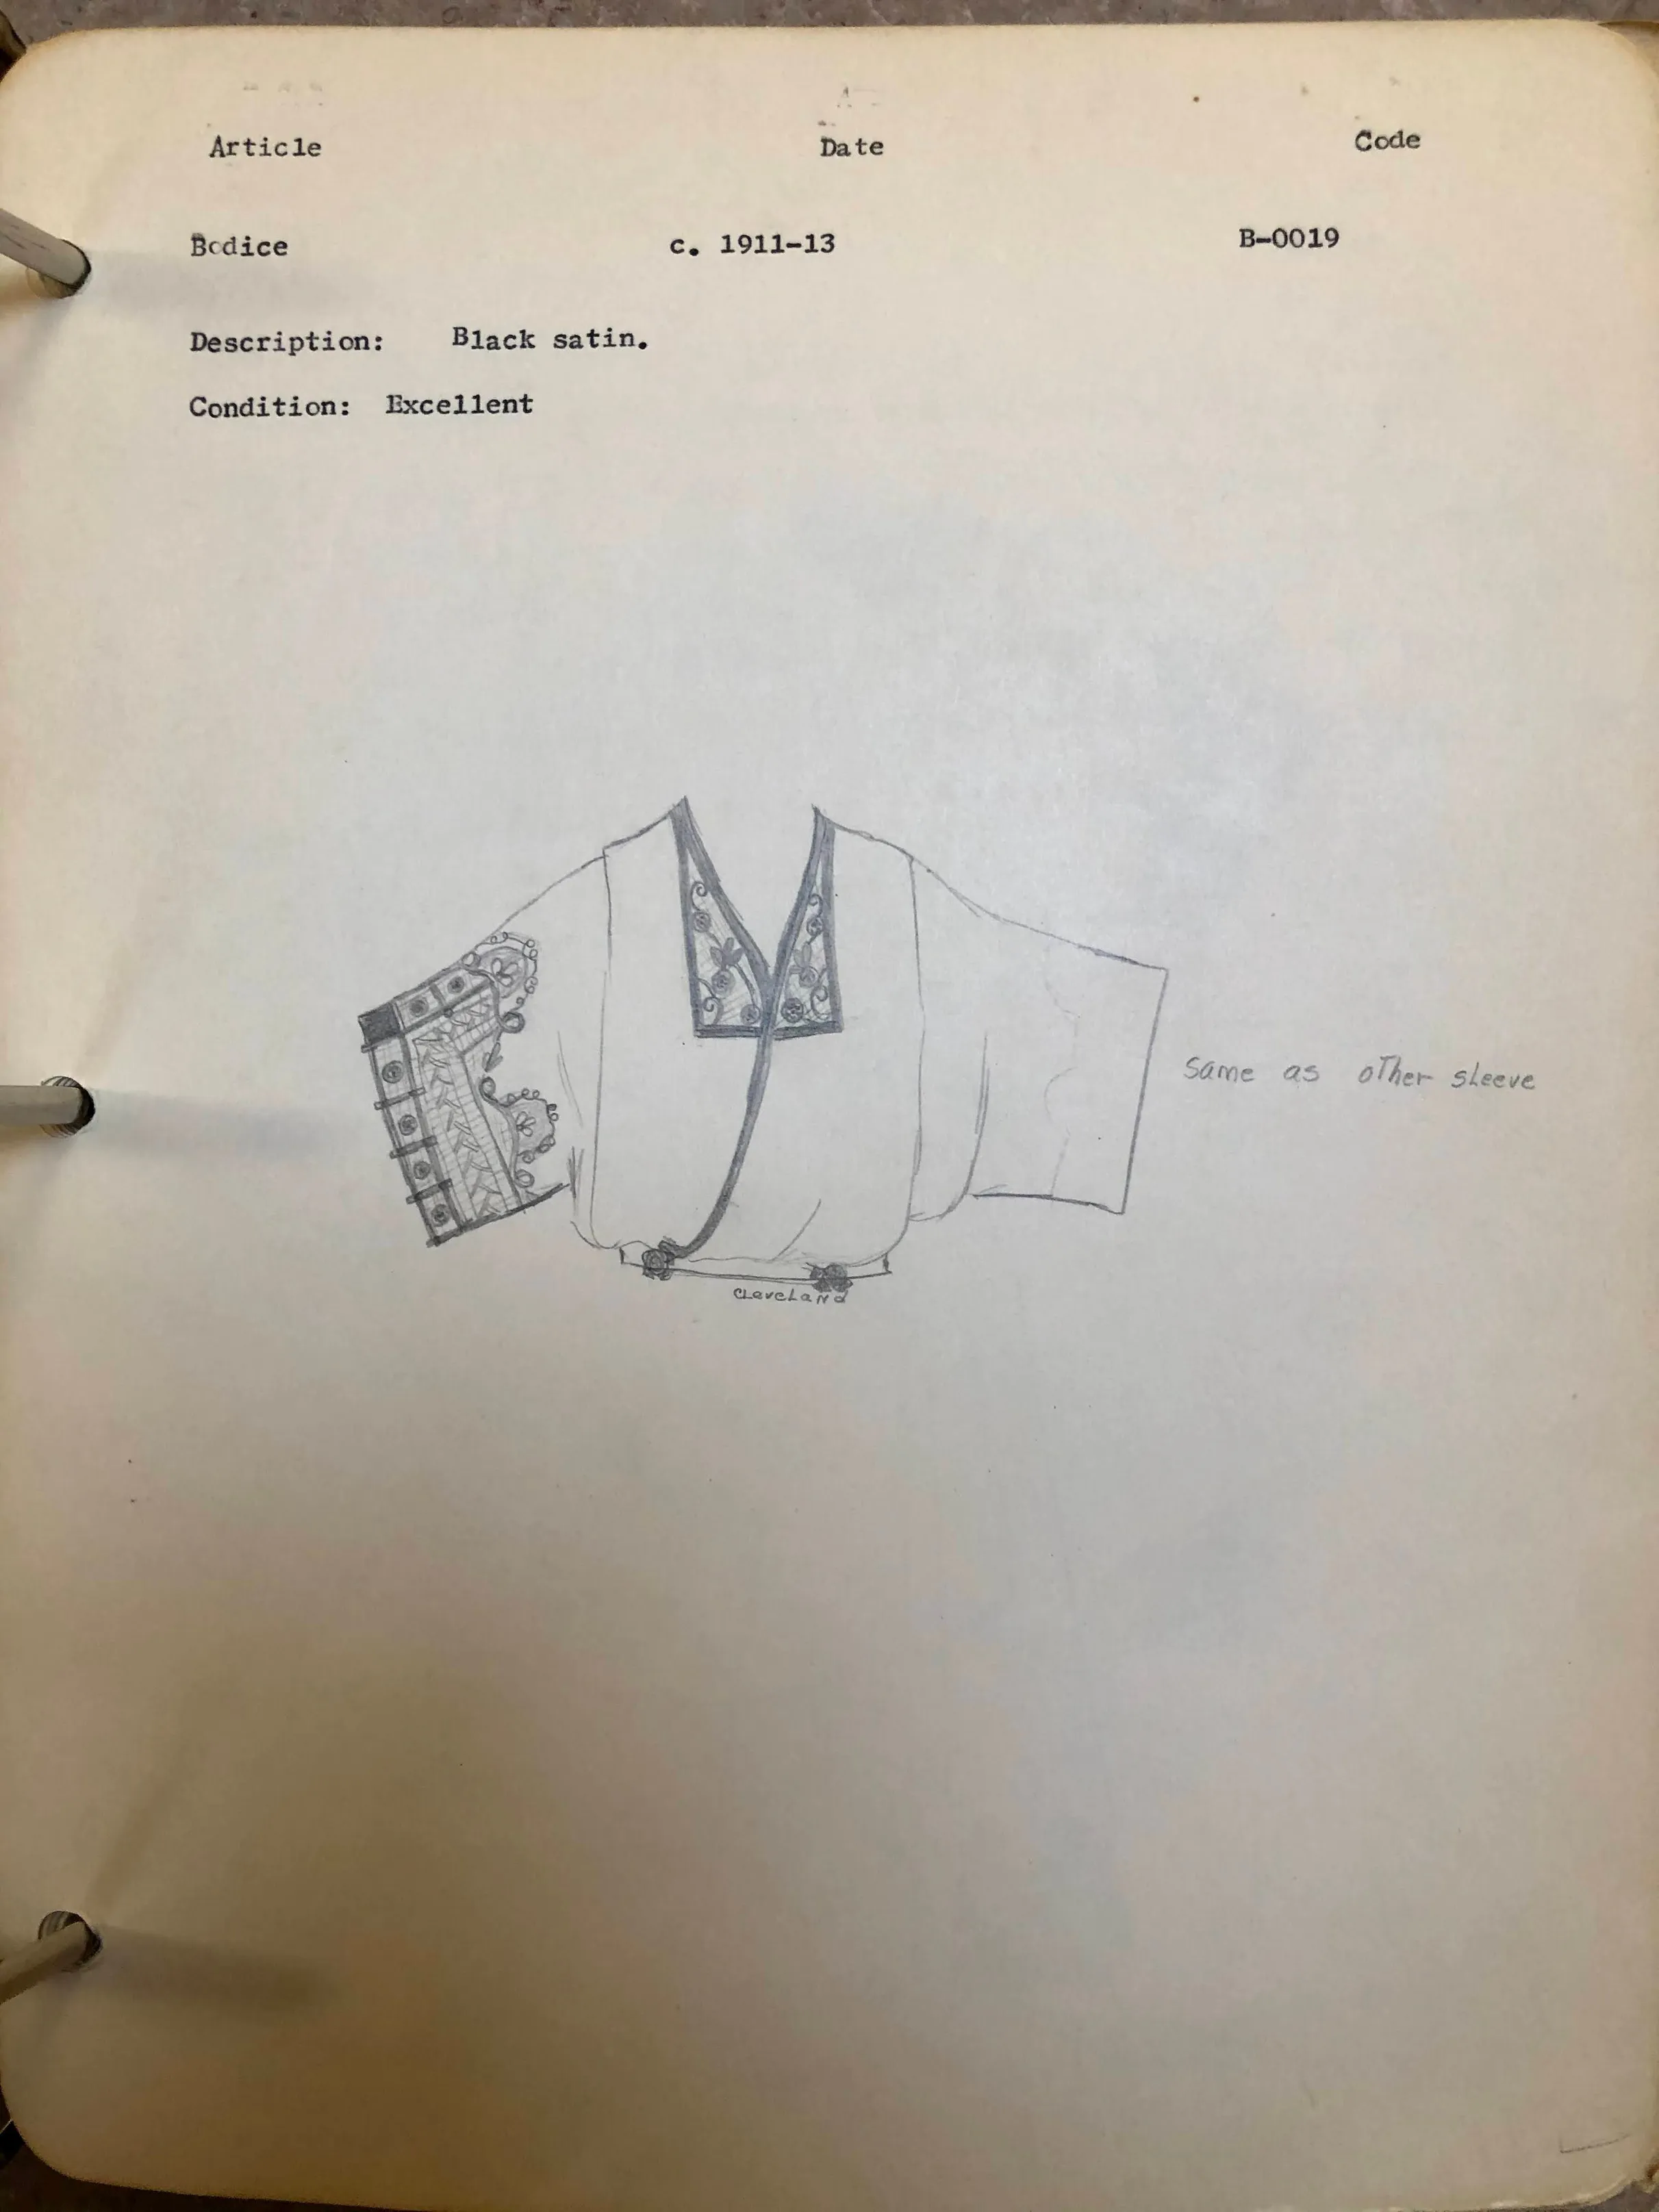 Article Date Code
Bodice c. 1911-13 B-0019
Description: Black satin.
Condition: Excellent
same as other sleeve
Cleveland